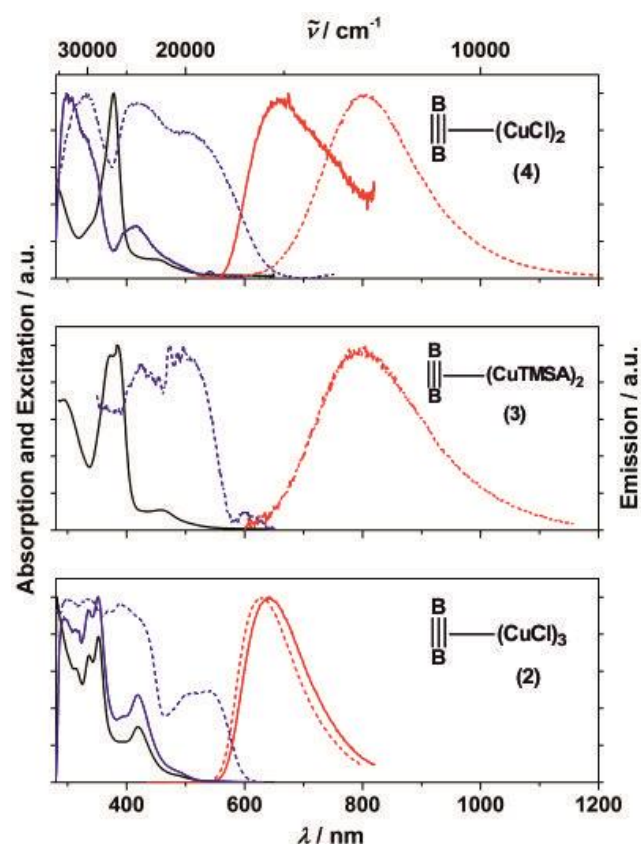 ν̃ / cm⁻¹
30000 20000 10000
B
B
(CuCl)₂
(4)
Absorption and Excitation / a.u.
B
B
(CuTMSA)₂
(3)
Emission / a.u.
B
B
(CuCl)₃
(2)
400 600 800 1000 1200
λ / nm